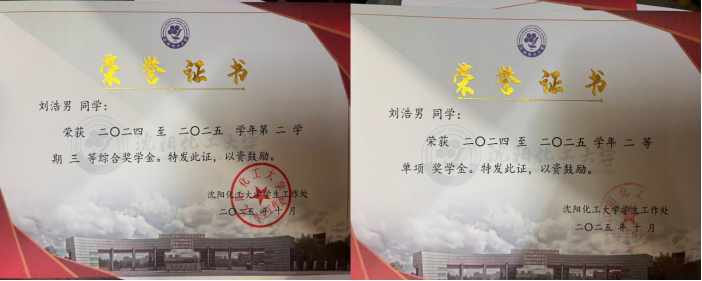 荣誉证书
刘浩男 同学：
荣获 二〇二四 至 二〇二五 学年第 二 学
期 三 等综合奖学金。特发此证，以资鼓励。
沈阳化工大学学生工作处
二〇二五 年 十 月
荣誉证书
刘浩男 同学：
荣获 二〇二四 至 二〇二五 学年 二 等
单项 奖学金。特发此证，以资鼓励。
沈阳化工大学学生工作处
二〇二五 年 十 月